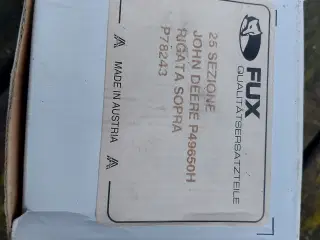 FUX
QUALITÄTSERSATZTEILE
25 SEZIONE
JOHN DEERE P49650H
RIGATA SOPRA
P78243
MADE IN AUSTRIA